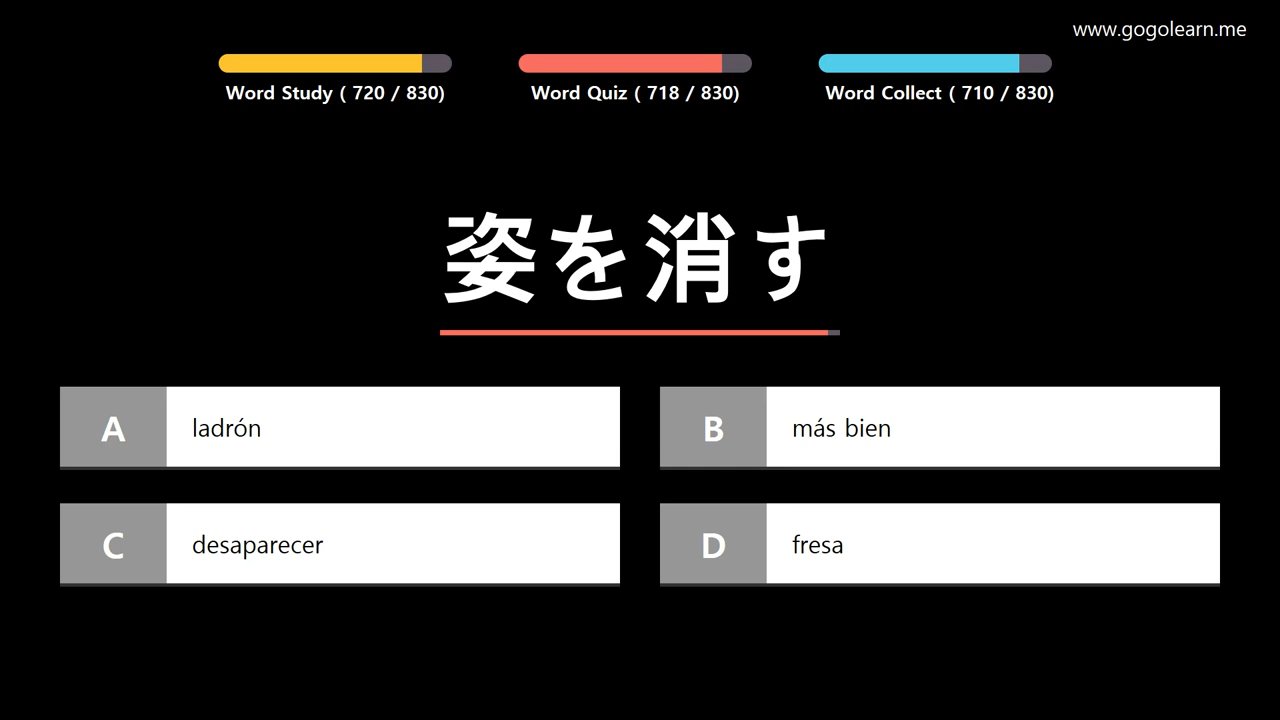 www.gogolearn.me
Word Study ( 720 / 830)
Word Quiz ( 718 / 830)
Word Collect ( 710 / 830)
姿を消す
A ladrón
B más bien
C desaparecer
D fresa